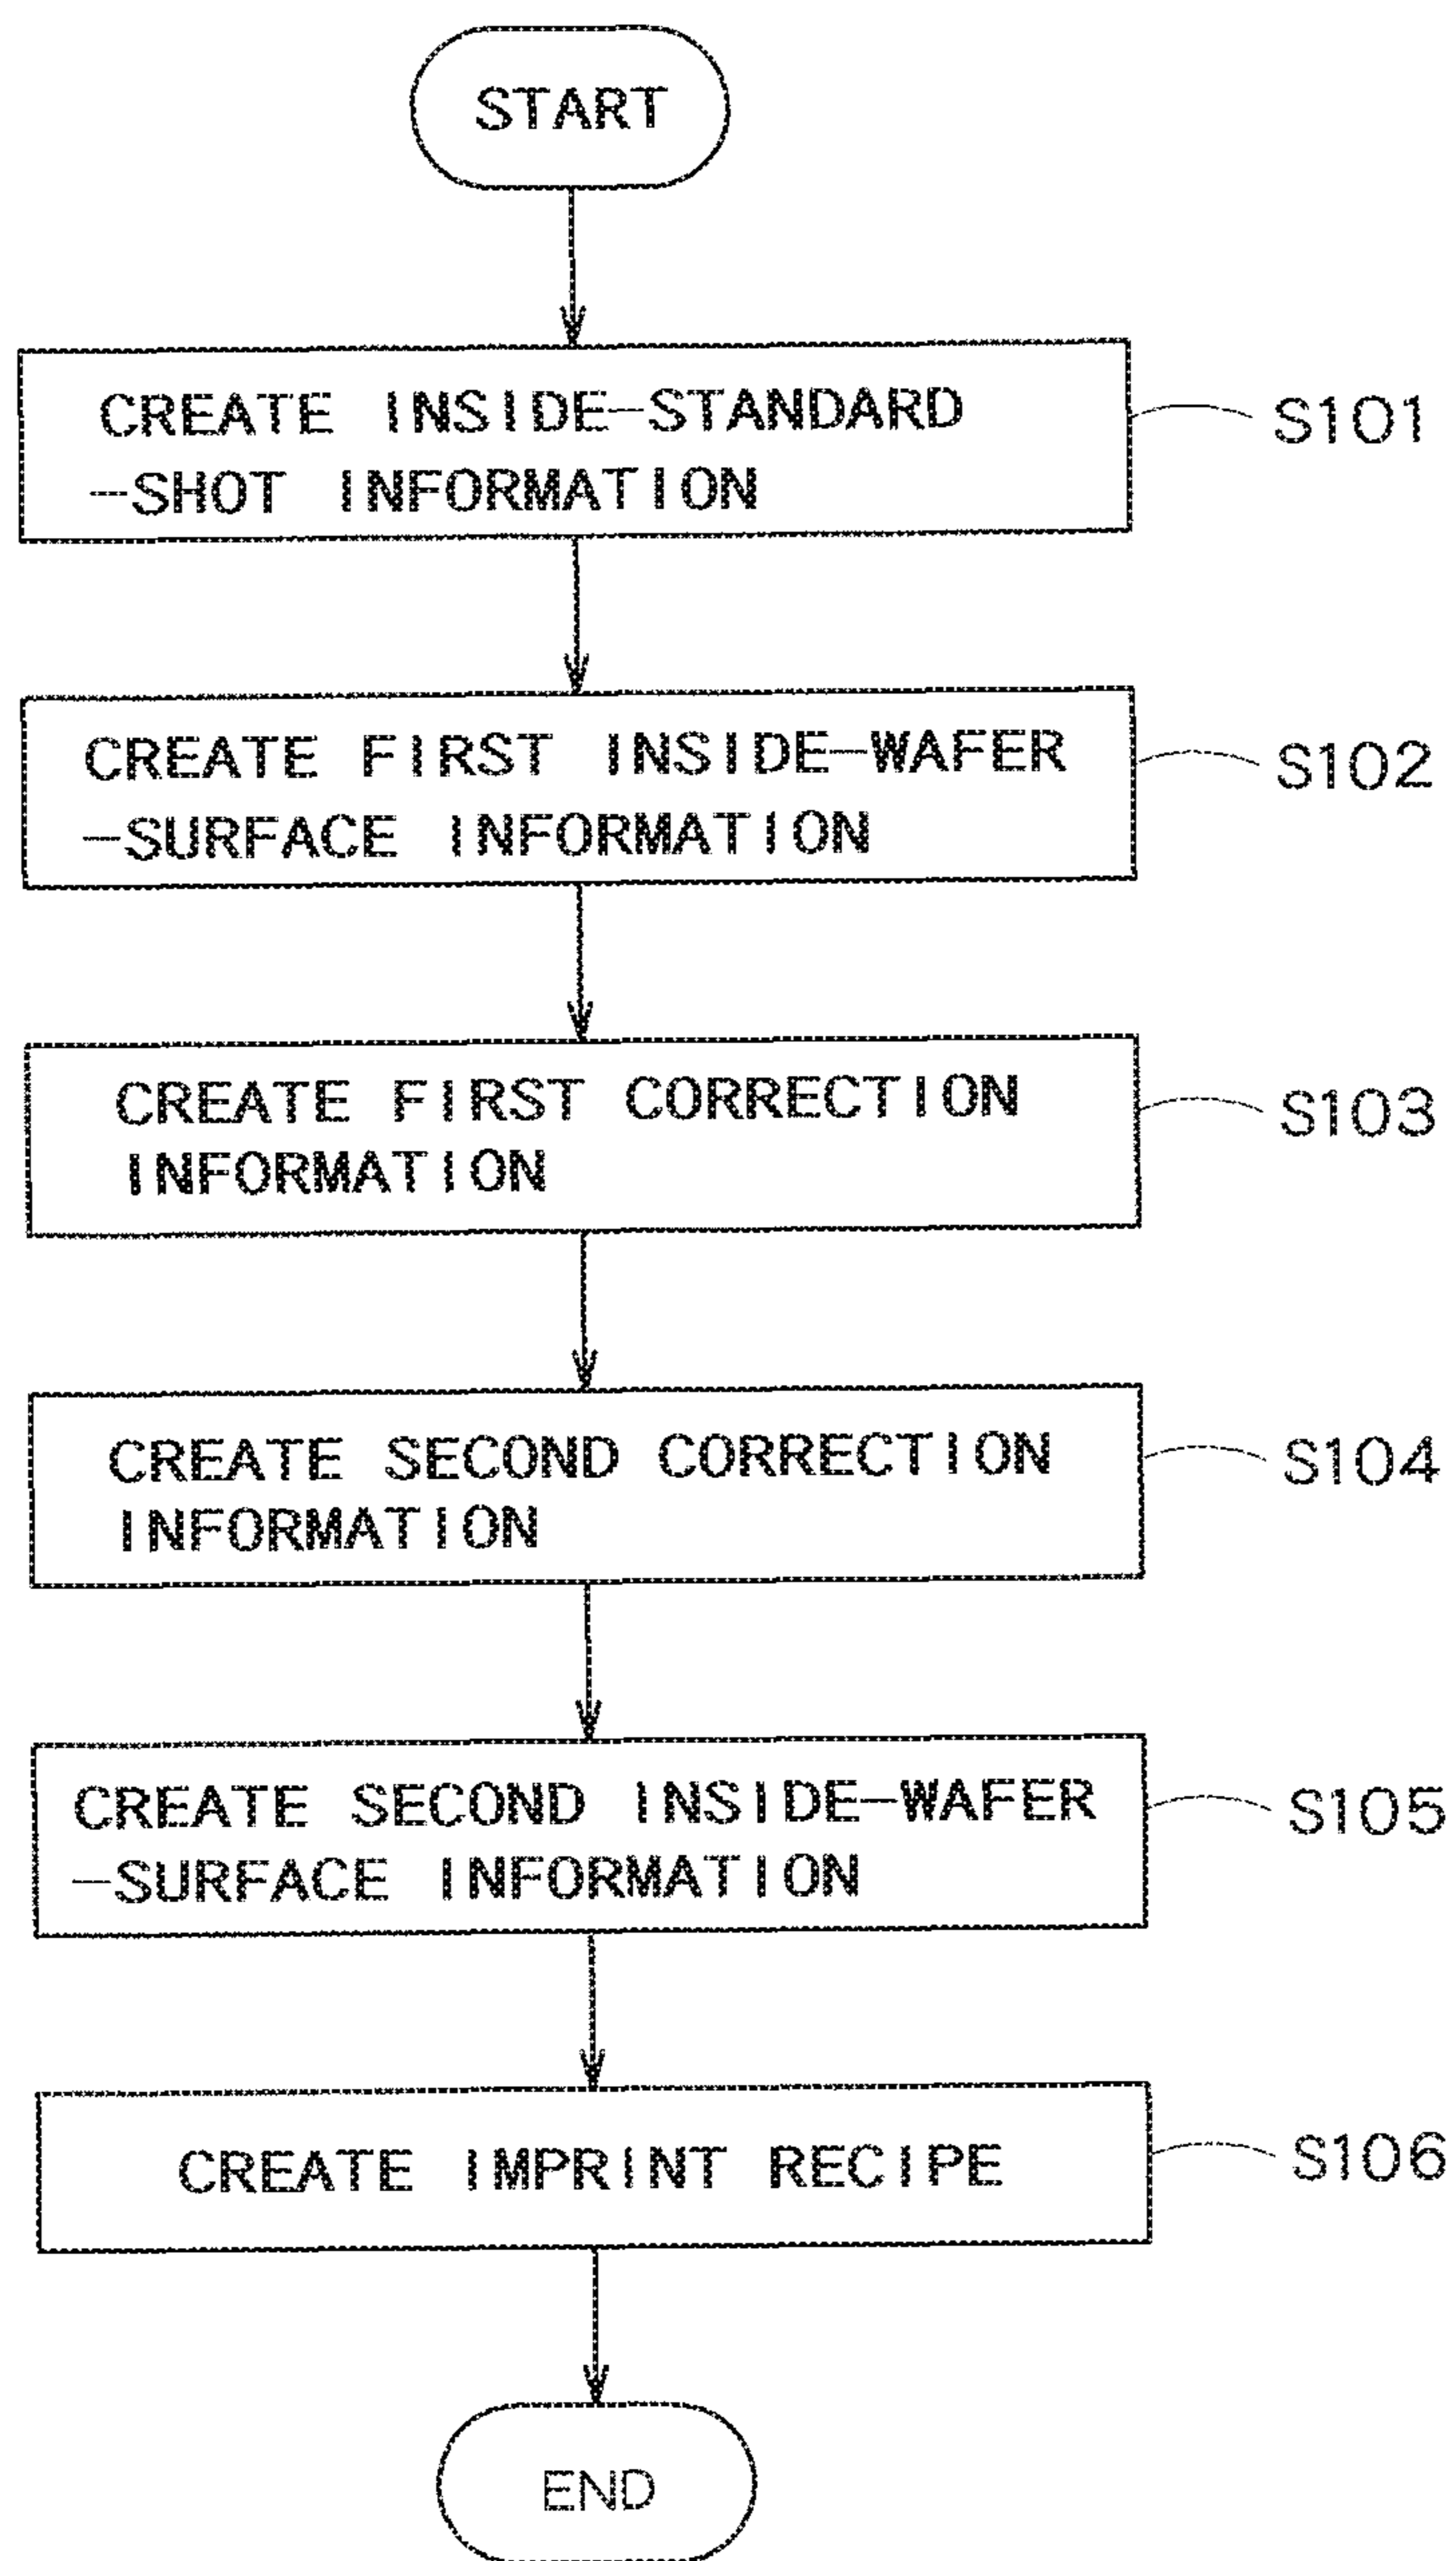 START
CREATE INSIDE-STANDARD
-SHOT INFORMATION
S101
CREATE FIRST INSIDE-WAFER
-SURFACE INFORMATION
S102
CREATE FIRST CORRECTION
INFORMATION
S103
CREATE SECOND CORRECTION
INFORMATION
S104
CREATE SECOND INSIDE-WAFER
-SURFACE INFORMATION
S105
CREATE IMPRINT RECIPE
S106
END